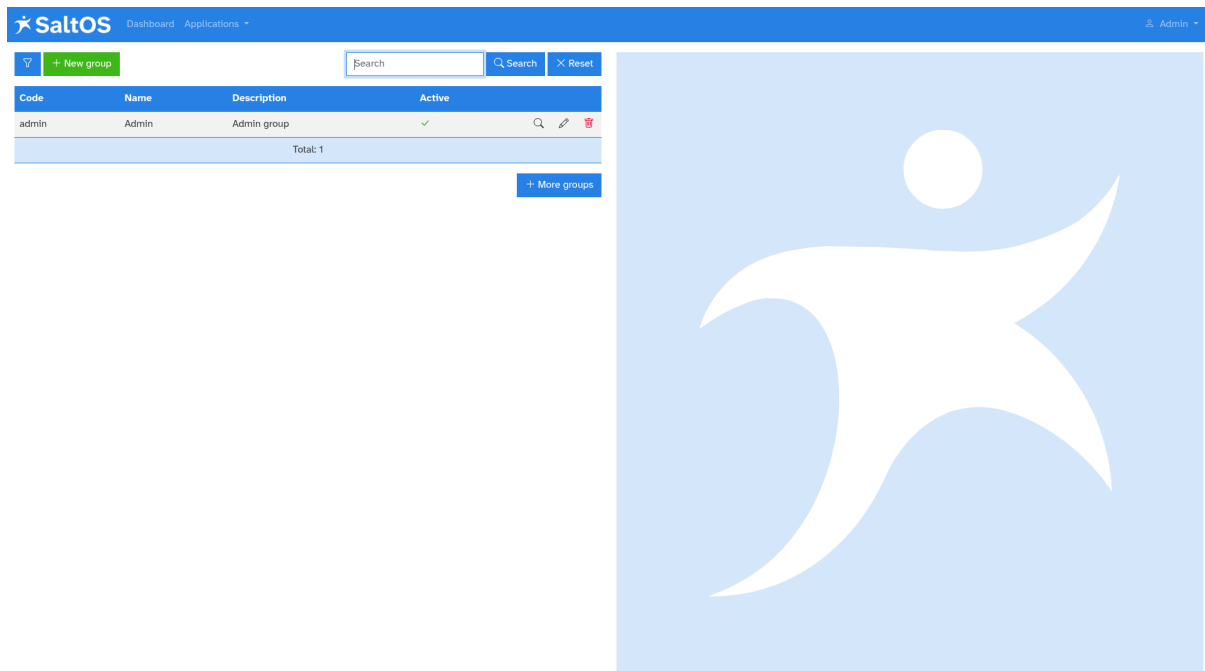 SaltOS Dashboard Applications Admin
+ New group Search Search Reset
Code Name Description Active
admin Admin Admin group
Total: 1
+ More groups